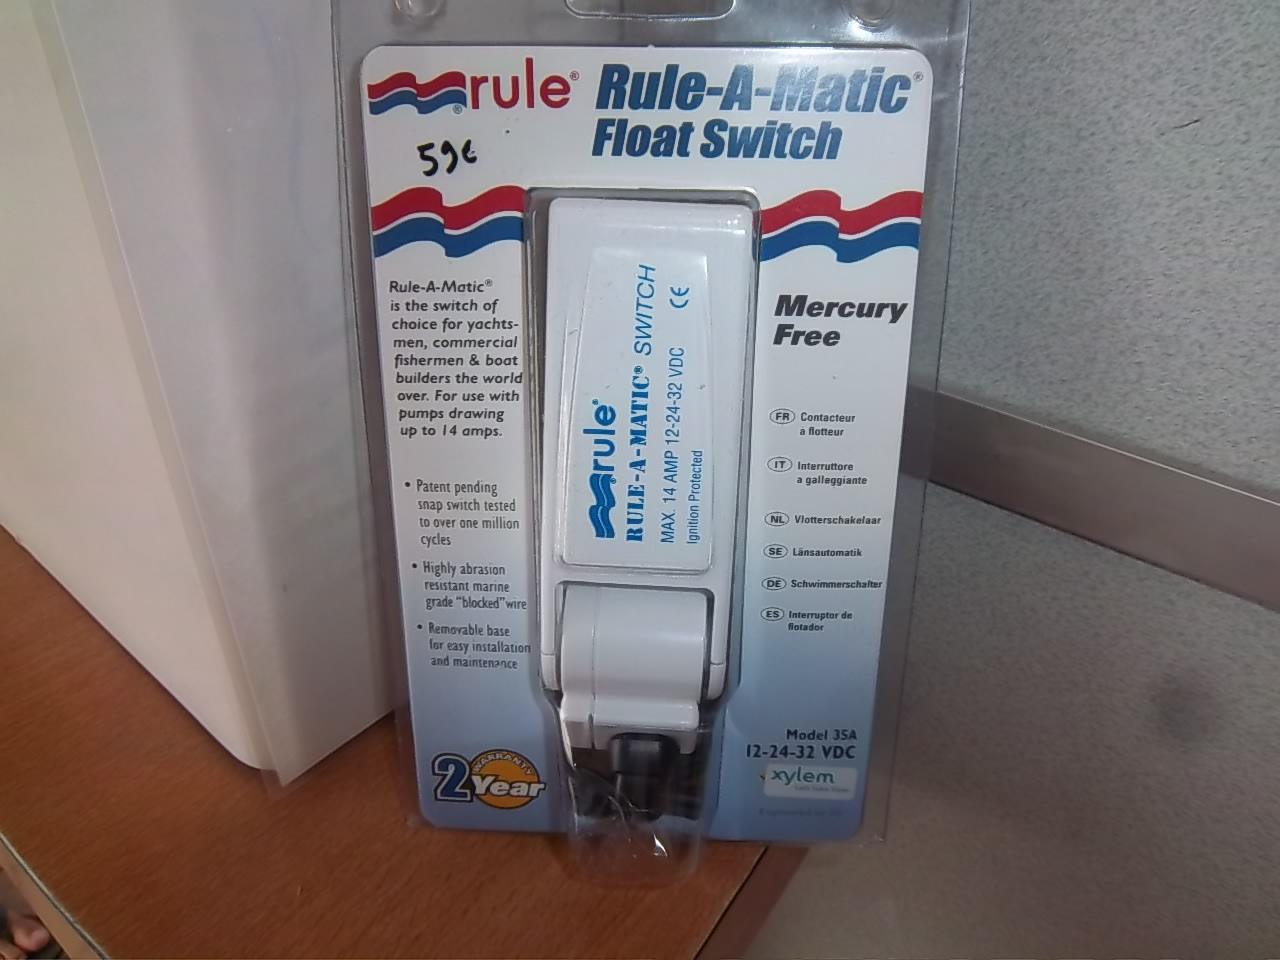 rule® Rule-A-Matic®
Float Switch
59€
Rule-A-Matic®
is the switch of
choice for yachts-
men, commercial
fishermen & boat
builders the world
over. For use with
pumps drawing
up to 14 amps.
• Patent pending
snap switch tested
to over one million
cycles
• Highly abrasion
resistant marine
grade "blocked" wire
• Removable base
for easy installation
and maintenance
2 Year
WARRANTY
rule®
RULE-A-MATIC® SWITCH
MAX. 14 AMP 12-24-32 VDC CE
Ignition Protected
Mercury
Free
FR Contacteur
à flotteur
IT Interruttore
a galleggiante
NL Vlotterschakelaar
SE Länsautomatik
DE Schwimmerschalter
ES Interruptor de
flotador
Model 35A
12-24-32 VDC
xylem